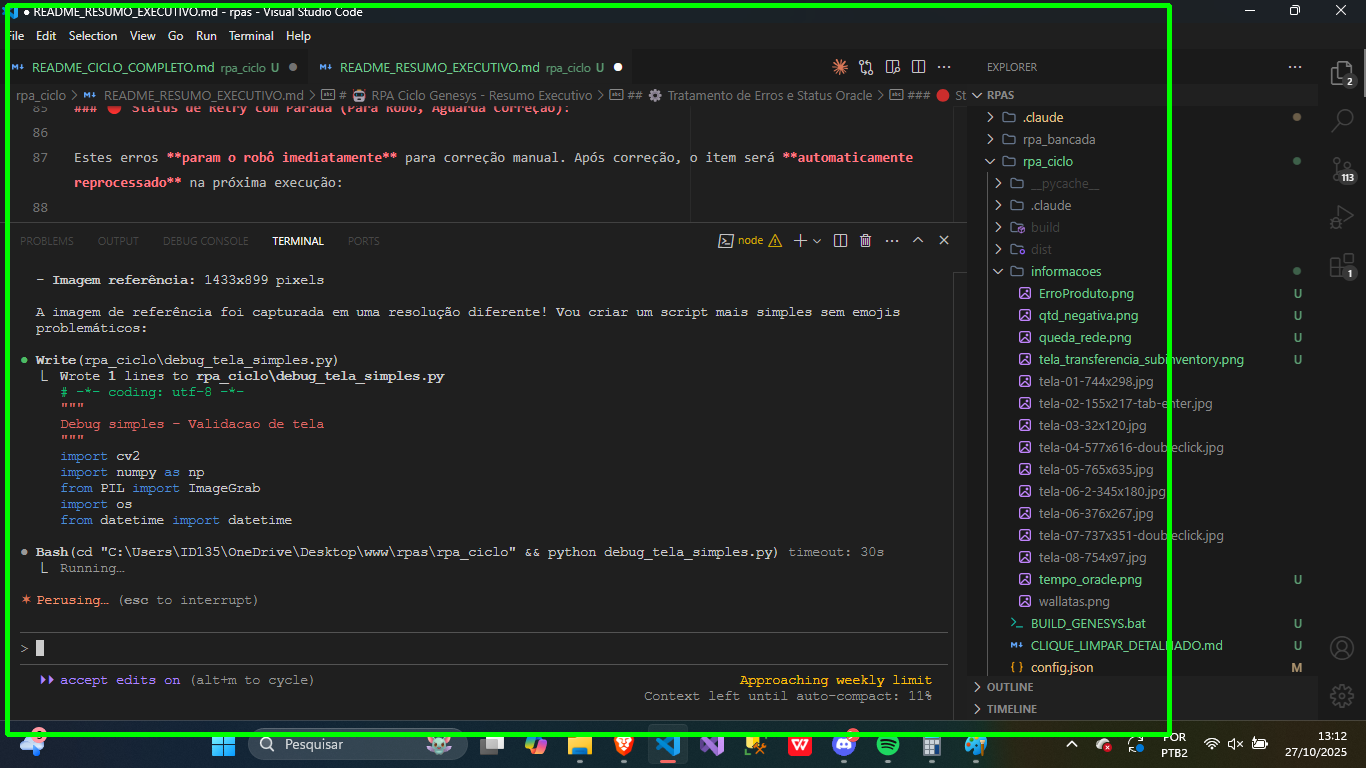 README_RESUMO_EXECUTIVO.md - rpas - Visual Studio Code
File Edit Selection View Go Run Terminal Help
README_CICLO_COMPLETO.md rpa_ciclo U
README_RESUMO_EXECUTIVO.md rpa_ciclo U
rpa_ciclo > README_RESUMO_EXECUTIVO.md > # RPA Ciclo Genesys - Resumo Executivo > ## Tratamento de Erros e Status Oracle > ### St
85 ### Status de Retry com Parada (Para Robô, Aguarda Correção):
86
87 Estes erros **param o robô imediatamente** para correção manual. Após correção, o item será **automaticamente
reprocessado** na próxima execução:
88
PROBLEMS OUTPUT DEBUG CONSOLE TERMINAL PORTS
node
- Imagem referência: 1433x899 pixels
A imagem de referência foi capturada em uma resolução diferente! Vou criar um script mais simples sem emojis
problemáticos:
Write(rpa_ciclo\debug_tela_simples.py)
Wrote 1 lines to rpa_ciclo\debug_tela_simples.py
# -*- coding: utf-8 -*-
"""
Debug simples - Validacao de tela
"""
import cv2
import numpy as np
from PIL import ImageGrab
import os
from datetime import datetime
Bash(cd "C:\Users\ID135\OneDrive\Desktop\www\rpas\rpa_ciclo" && python debug_tela_simples.py) timeout: 30s
Running…
Perusing… (esc to interrupt)
>
accept edits on (alt+m to cycle)
Approaching weekly limit
Context left until auto-compact: 11%
EXPLORER
RPAS
.claude
rpa_bancada
rpa_ciclo
__pycache__
.claude
build
dist
informacoes
ErroProduto.png U
qtd_negativa.png U
queda_rede.png U
tela_transferencia_subinventory.png U
tela-01-744x298.jpg
tela-02-155x217-tab-enter.jpg
tela-03-32x120.jpg
tela-04-577x616-doubleclick.jpg
tela-05-765x635.jpg
tela-06-2-345x180.jpg
tela-06-376x267.jpg
tela-07-737x351-doubleclick.jpg
tela-08-754x97.jpg
tempo_oracle.png U
wallatas.png
BUILD_GENESYS.bat U
CLIQUE_LIMPAR_DETALHADO.md U
config.json M
OUTLINE
TIMELINE
2
113
1
Pesquisar
POR
PTB2
13:12
27/10/2025